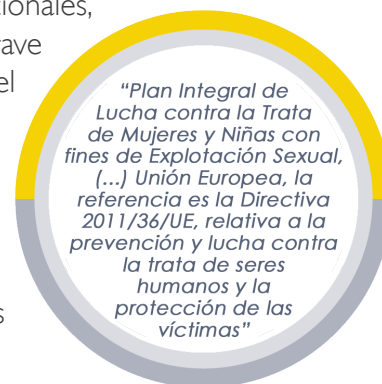 ionales,
rave
el
“Plan Integral de
Lucha contra la Trata
de Mujeres y Niñas con
fines de Explotación Sexual,
(...) Unión Europea, la
referencia es la Directiva
2011/36/UE, relativa a la
prevención y lucha contra
la trata de seres
humanos y la
protección de las
víctimas”
s